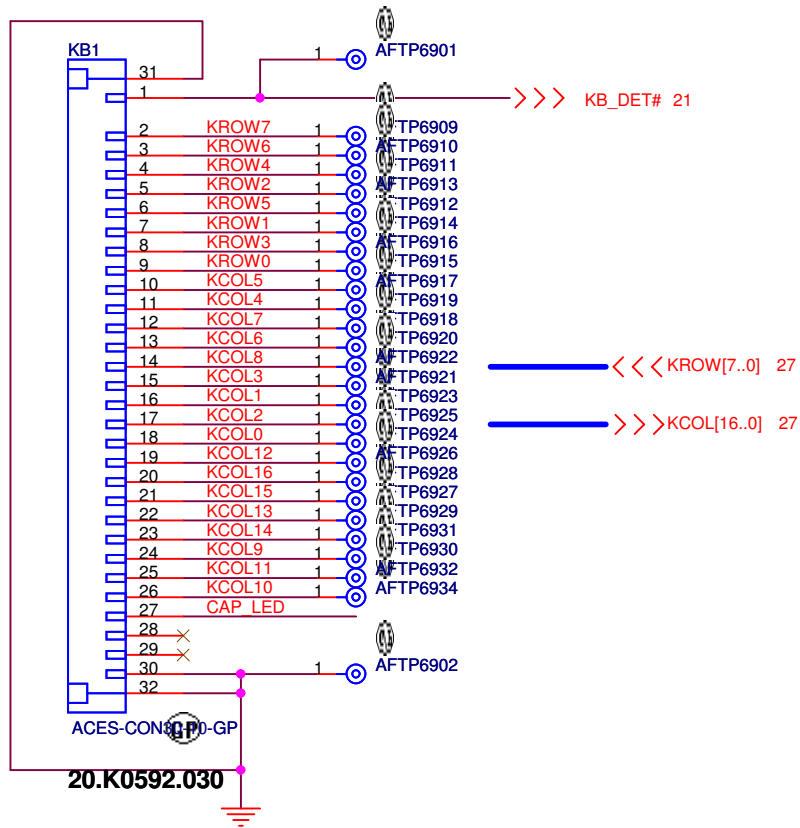 KB1
31
1 AFTP6901
1 KB_DET# 21
2 KROW7 1 TP6909
3 KROW6 1 AFTP6910
4 KROW4 1 TP6911
5 KROW2 1 AFTP6913
6 KROW5 1 TP6912
7 KROW1 1 TP6914
8 KROW3 1 AFTP6916
9 KROW0 1 TP6915
10 KCOL5 1 AFTP6917
11 KCOL4 1 TP6919
12 KCOL7 1 TP6918
13 KCOL6 1 TP6920
14 KCOL8 1 AFTP6922
15 KCOL3 1 AFTP6921
16 KCOL1 1 TP6923
17 KCOL2 1 TP6925
18 KCOL0 1 TP6924
19 KCOL12 1 AFTP6926
20 KCOL16 1 TP6928
21 KCOL15 1 TP6927
22 KCOL13 1 TP6929
23 KCOL14 1 TP6931
24 KCOL9 1 TP6930
25 KCOL11 1 AFTP6932
26 KCOL10 1 AFTP6934
27 CAP_LED
28
29
30 1 AFTP6902
32
KROW[7..0] 27
KCOL[16..0] 27
GP
20.K0592.030